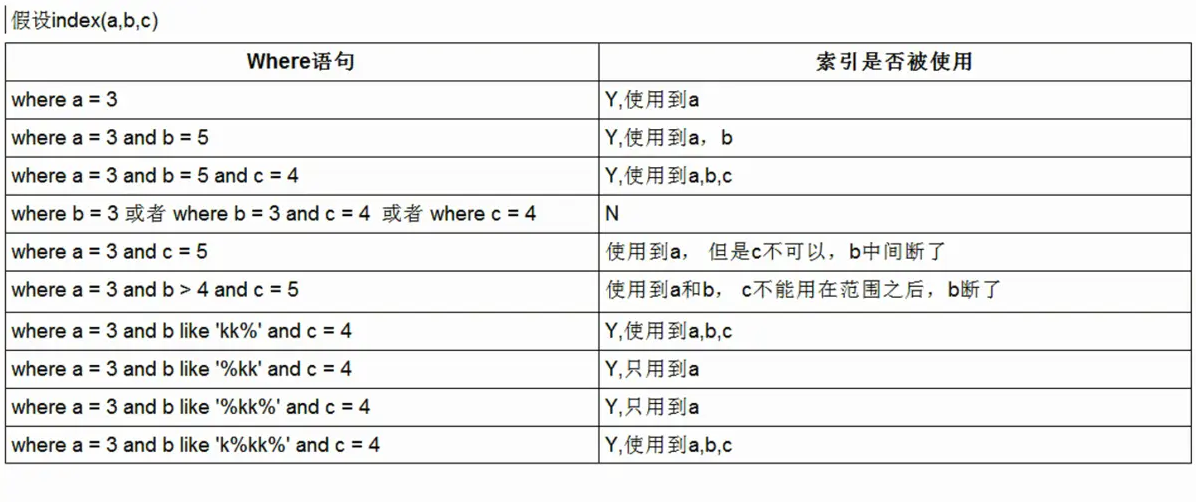 假设index(a,b,c)
Where语句 索引是否被使用
where a = 3 Y,使用到a
where a = 3 and b = 5 Y,使用到a，b
where a = 3 and b = 5 and c = 4 Y,使用到a,b,c
where b = 3 或者 where b = 3 and c = 4 或者 where c = 4 N
where a = 3 and c = 5 使用到a， 但是c不可以，b中间断了
where a = 3 and b > 4 and c = 5 使用到a和b， c不能用在范围之后，b断了
where a = 3 and b like 'kk%' and c = 4 Y,使用到a,b,c
where a = 3 and b like '%kk' and c = 4 Y,只用到a
where a = 3 and b like '%kk%' and c = 4 Y,只用到a
where a = 3 and b like 'k%kk%' and c = 4 Y,使用到a,b,c